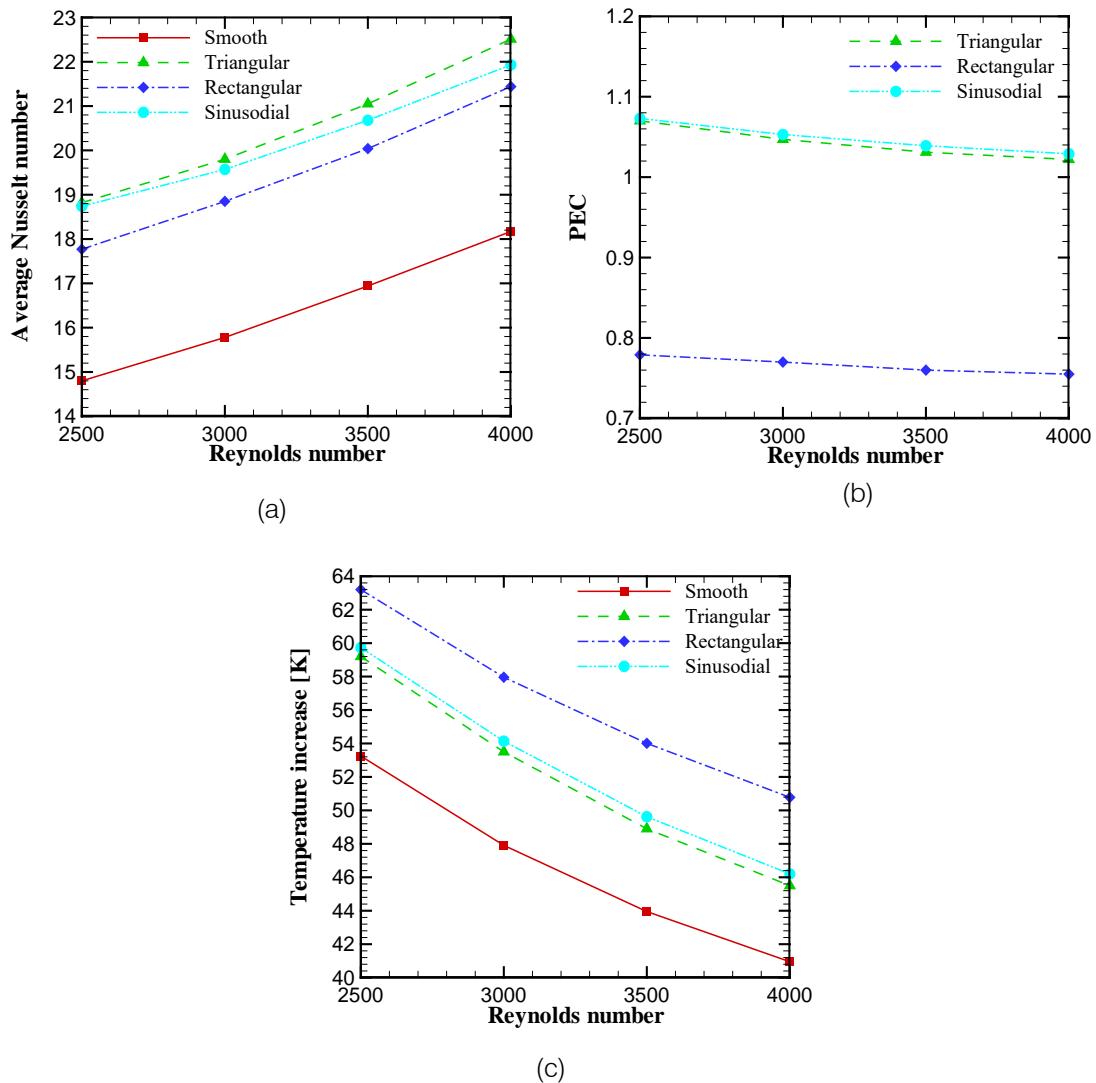 23
22
21
20
19
18
17
16
15
14
A verage Nusselt number
Smooth
Triangular
Rectangular
Sinusodial
2500
3000
3500
4000
Reynolds number
(a)
1.2
1.1
1
0.9
0.8
0.7
PEC
Triangular
Rectangular
Sinusodial
2500
3000
3500
4000
Reynolds number
(b)
64
62
60
58
56
54
52
50
48
46
44
42
40
Temperature increase [K]
Smooth
Triangular
Rectangular
Sinusodial
2500
3000
3500
4000
Reynolds number
(c)